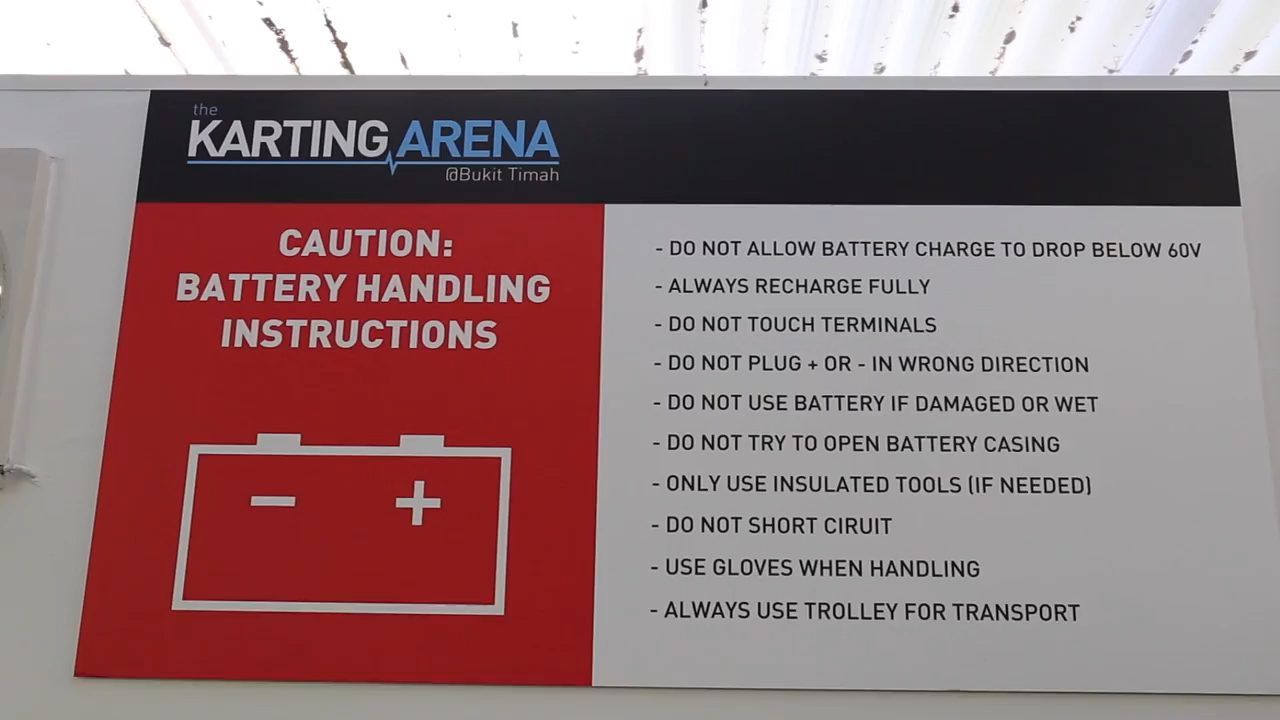 the
KARTING ARENA
@Bukit Timah
CAUTION:
BATTERY HANDLING
INSTRUCTIONS
- +
- DO NOT ALLOW BATTERY CHARGE TO DROP BELOW 60V
- ALWAYS RECHARGE FULLY
- DO NOT TOUCH TERMINALS
- DO NOT PLUG + OR - IN WRONG DIRECTION
- DO NOT USE BATTERY IF DAMAGED OR WET
- DO NOT TRY TO OPEN BATTERY CASING
- ONLY USE INSULATED TOOLS (IF NEEDED)
- DO NOT SHORT CIRUIT
- USE GLOVES WHEN HANDLING
- ALWAYS USE TROLLEY FOR TRANSPORT